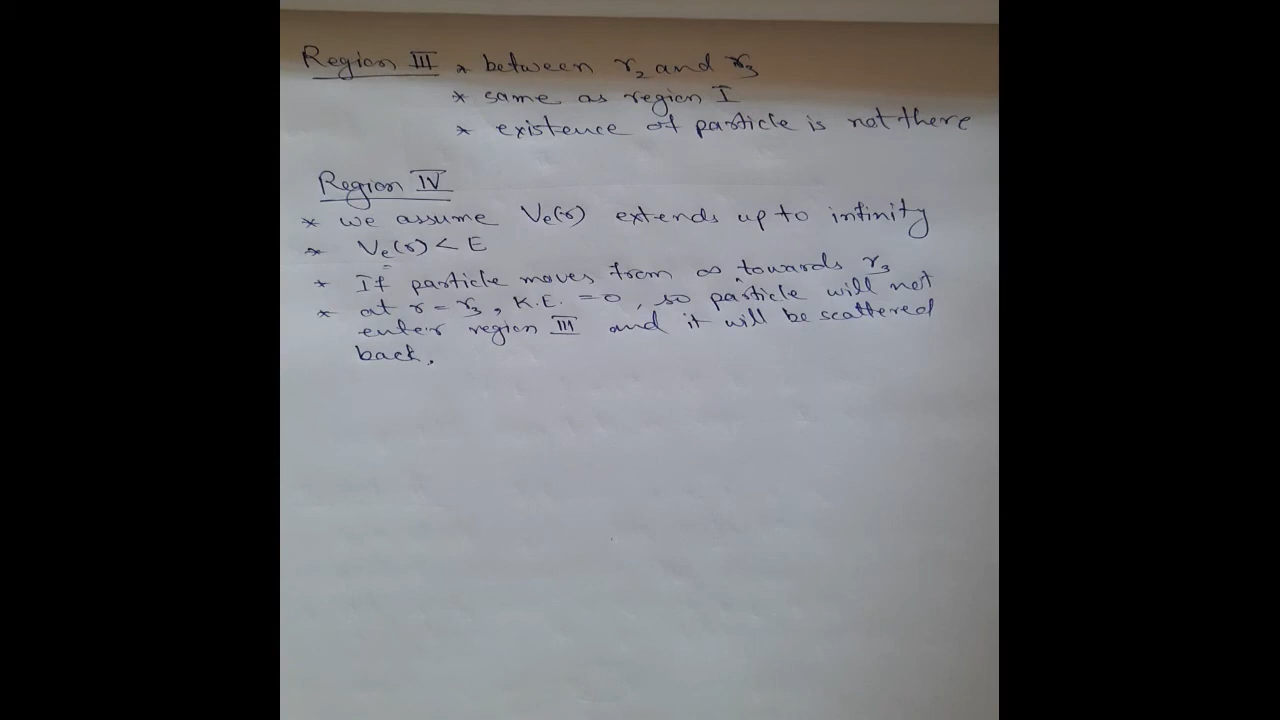 Region III * between r₂ and r₃
* same as region I
* existence of particle is not there
Region IV
* we assume Ve(r) extends up to infinity
* Ve(r) < E
* If particle moves from ∞ towards r₃
* at r = r₃, K.E. = 0, so particle will not
enter region III and it will be scattered
back.